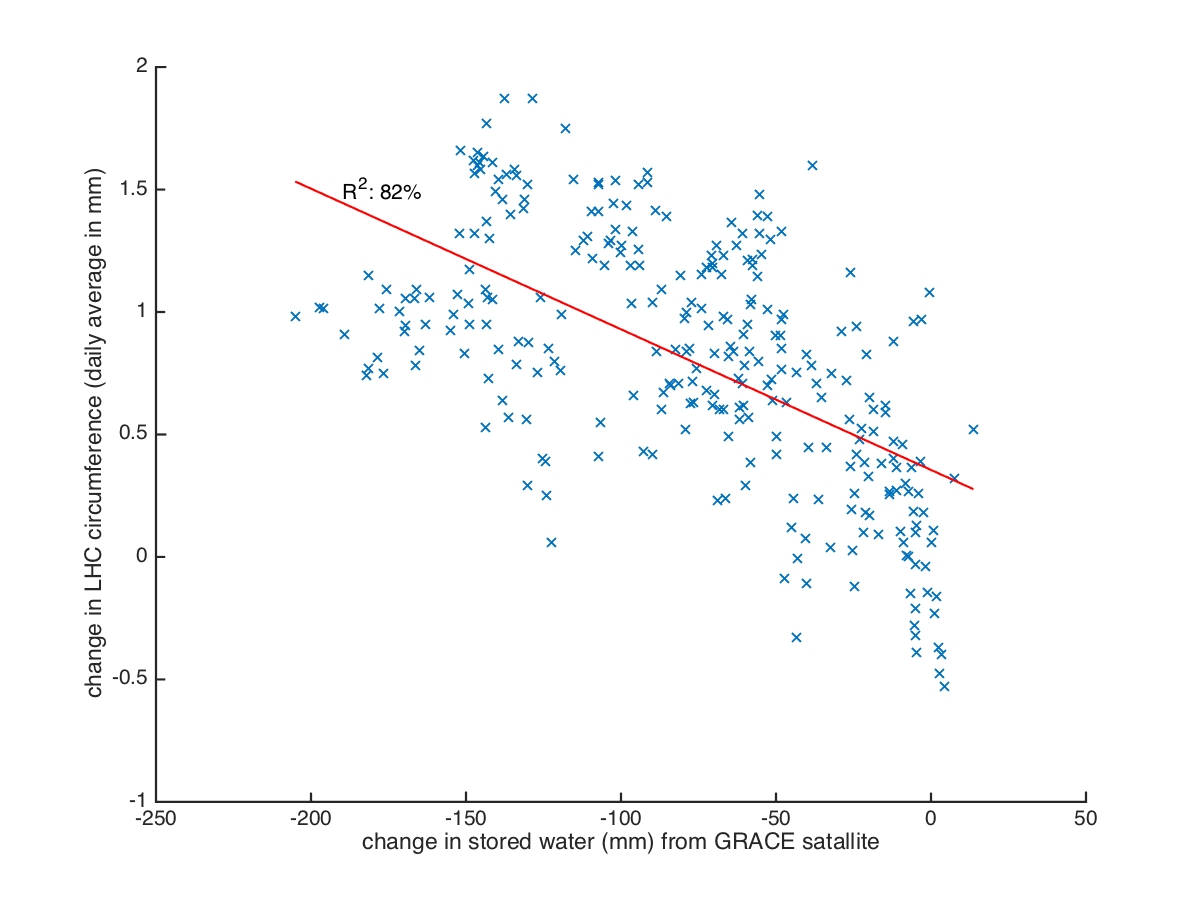 change in LHC circumference (daily average in mm)
2
1.5
1
0.5
0
-0.5
-1
R²: 82%
-250 -200 -150 -100 -50 0 50
change in stored water (mm) from GRACE satallite